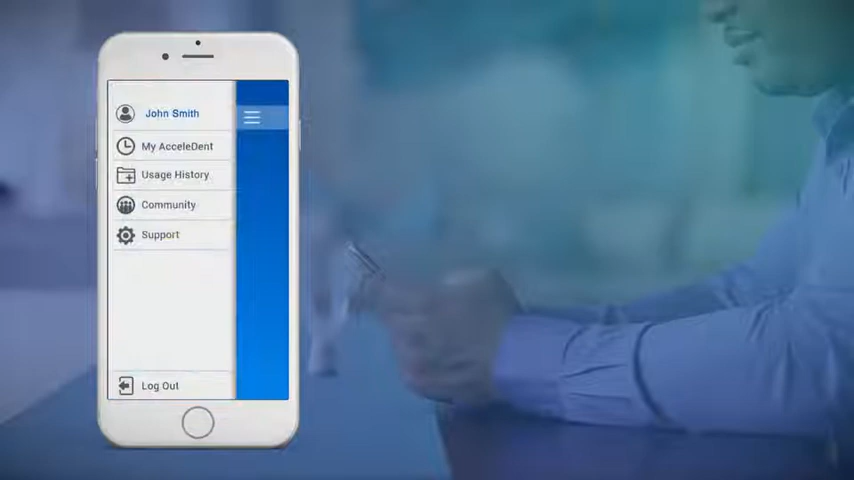 John Smith
My AcceleDent
Usage History
Community
Support
Log Out